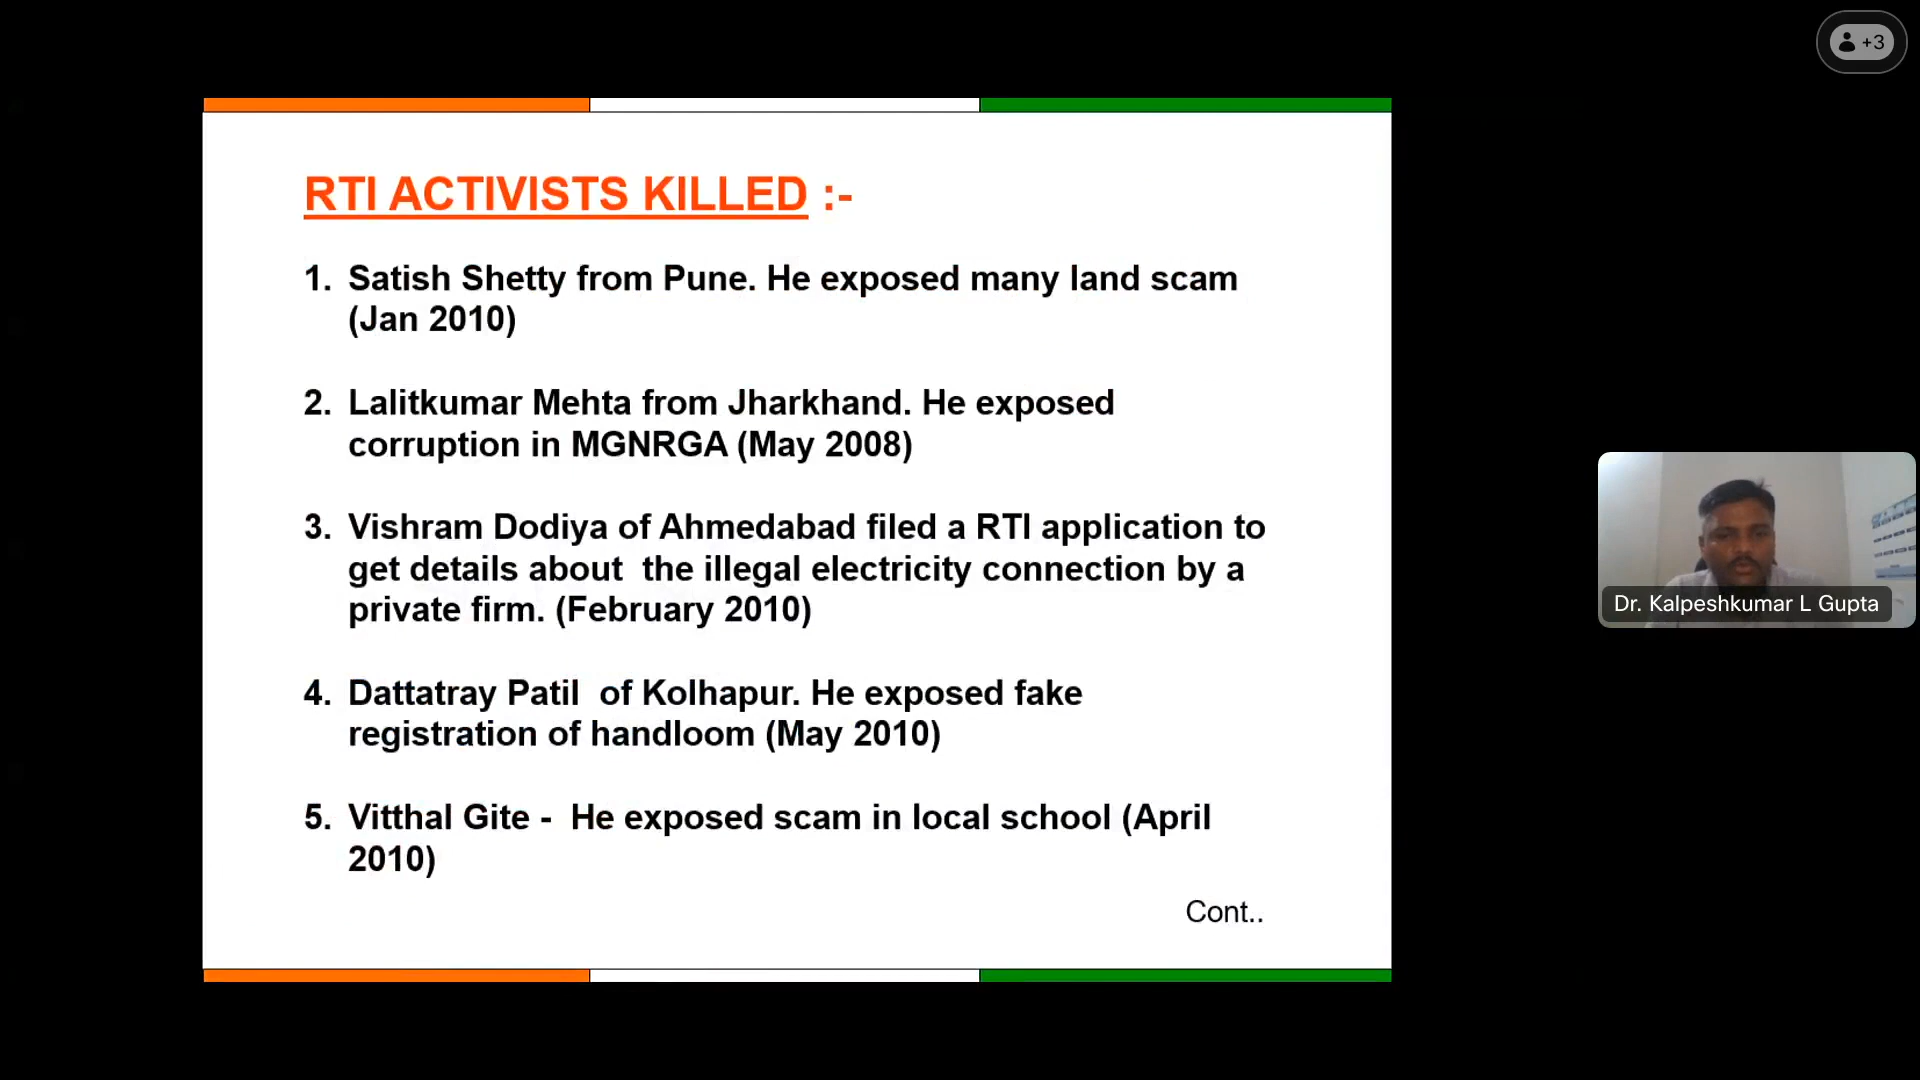 +3
RTI ACTIVISTS KILLED :-
1. Satish Shetty from Pune. He exposed many land scam
(Jan 2010)
2. Lalitkumar Mehta from Jharkhand. He exposed
corruption in MGNRGA (May 2008)
3. Vishram Dodiya of Ahmedabad filed a RTI application to
get details about the illegal electricity connection by a
private firm. (February 2010)
4. Dattatray Patil of Kolhapur. He exposed fake
registration of handloom (May 2010)
5. Vitthal Gite - He exposed scam in local school (April
2010)
Cont..
Dr. Kalpeshkumar L Gupta